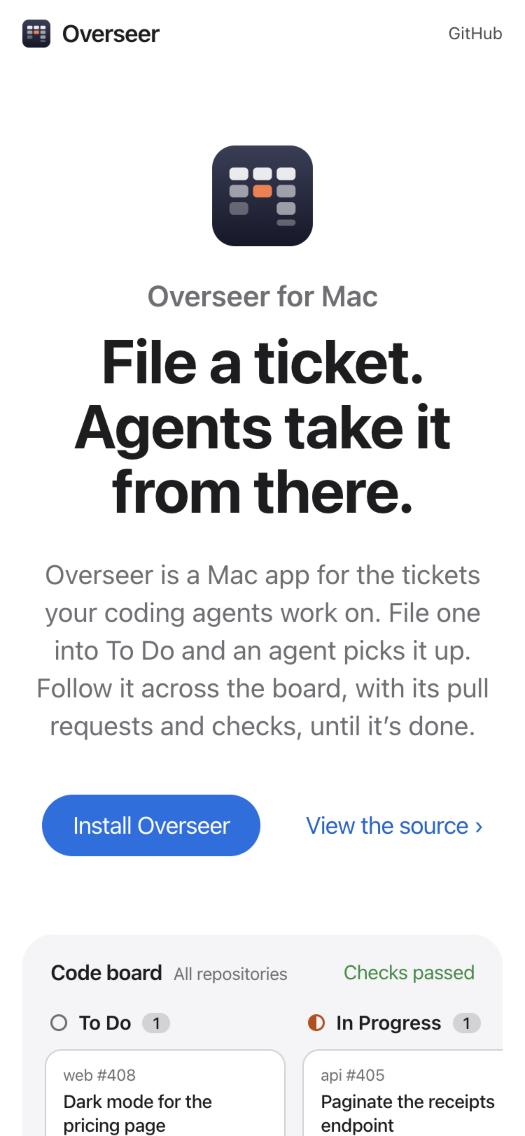 Overseer
GitHub
Overseer for Mac
File a ticket.
Agents take it
from there.
Overseer is a Mac app for the tickets
your coding agents work on. File one
into To Do and an agent picks it up.
Follow it across the board, with its pull
requests and checks, until it’s done.
Install Overseer
View the source ›
Code board All repositories
Checks passed
To Do 1
In Progress 1
web #408
Dark mode for the
pricing page
api #405
Paginate the receipts
endpoint